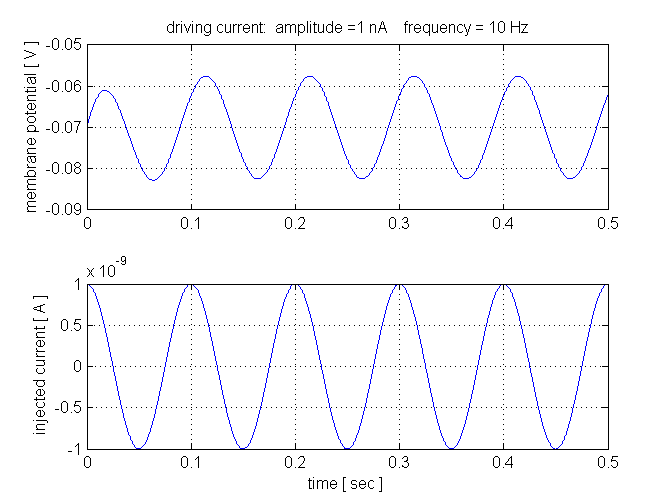 driving current:  amplitude =1 nA    frequency = 10 Hz
-0.05
-0.06
-0.07
-0.08
-0.09
membrane potential [ V ]
0 0.1 0.2 0.3 0.4 0.5
x 10^-9
1
0.5
0
-0.5
-1
injected current [ A ]
0 0.1 0.2 0.3 0.4 0.5
time [ sec ]